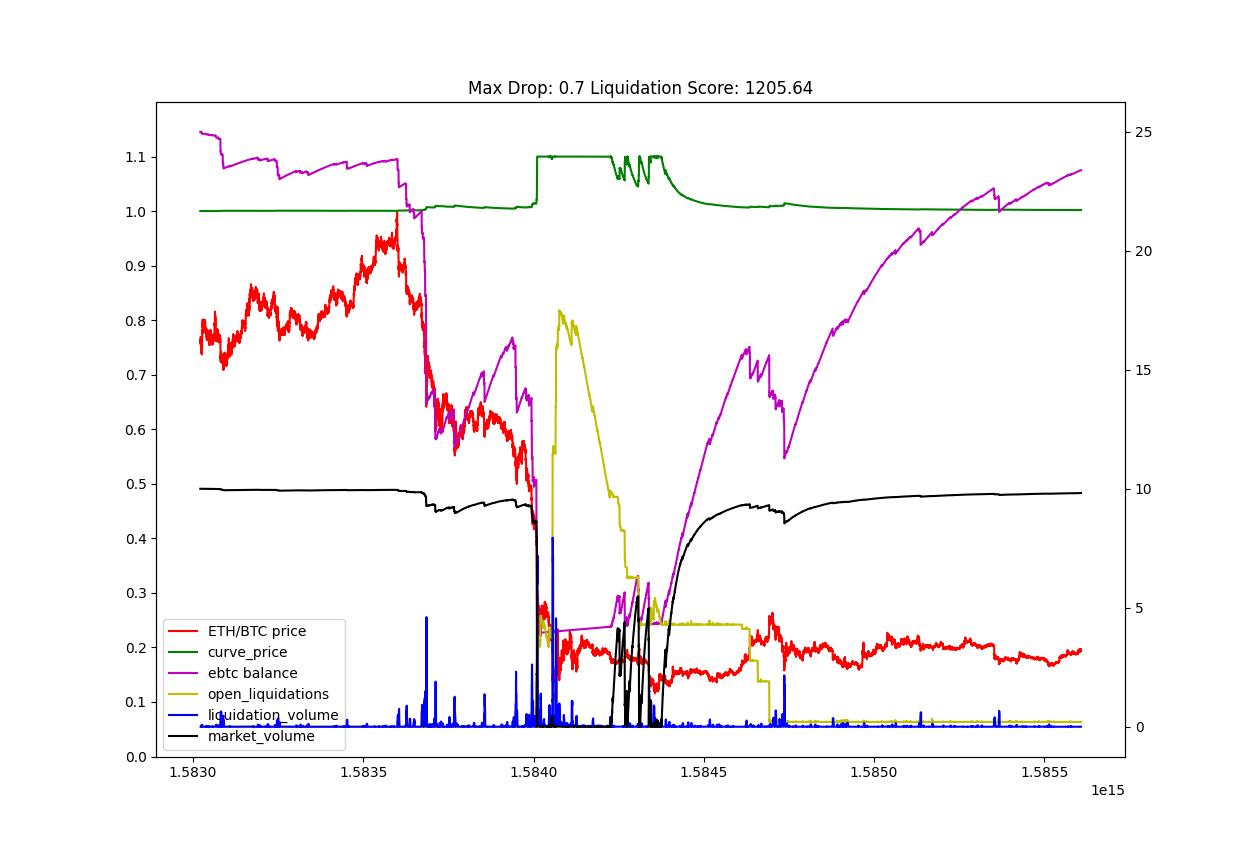 Max Drop: 0.7 Liquidation Score: 1205.64
1.1
1.0
0.9
0.8
0.7
0.6
0.5
0.4
0.3
0.2
0.1
0.0
25
20
15
10
5
0
ETH/BTC price
curve_price
ebtc balance
open_liquidations
liquidation_volume
market_volume
1.5830 1.5835 1.5840 1.5845 1.5850 1.5855
1e15